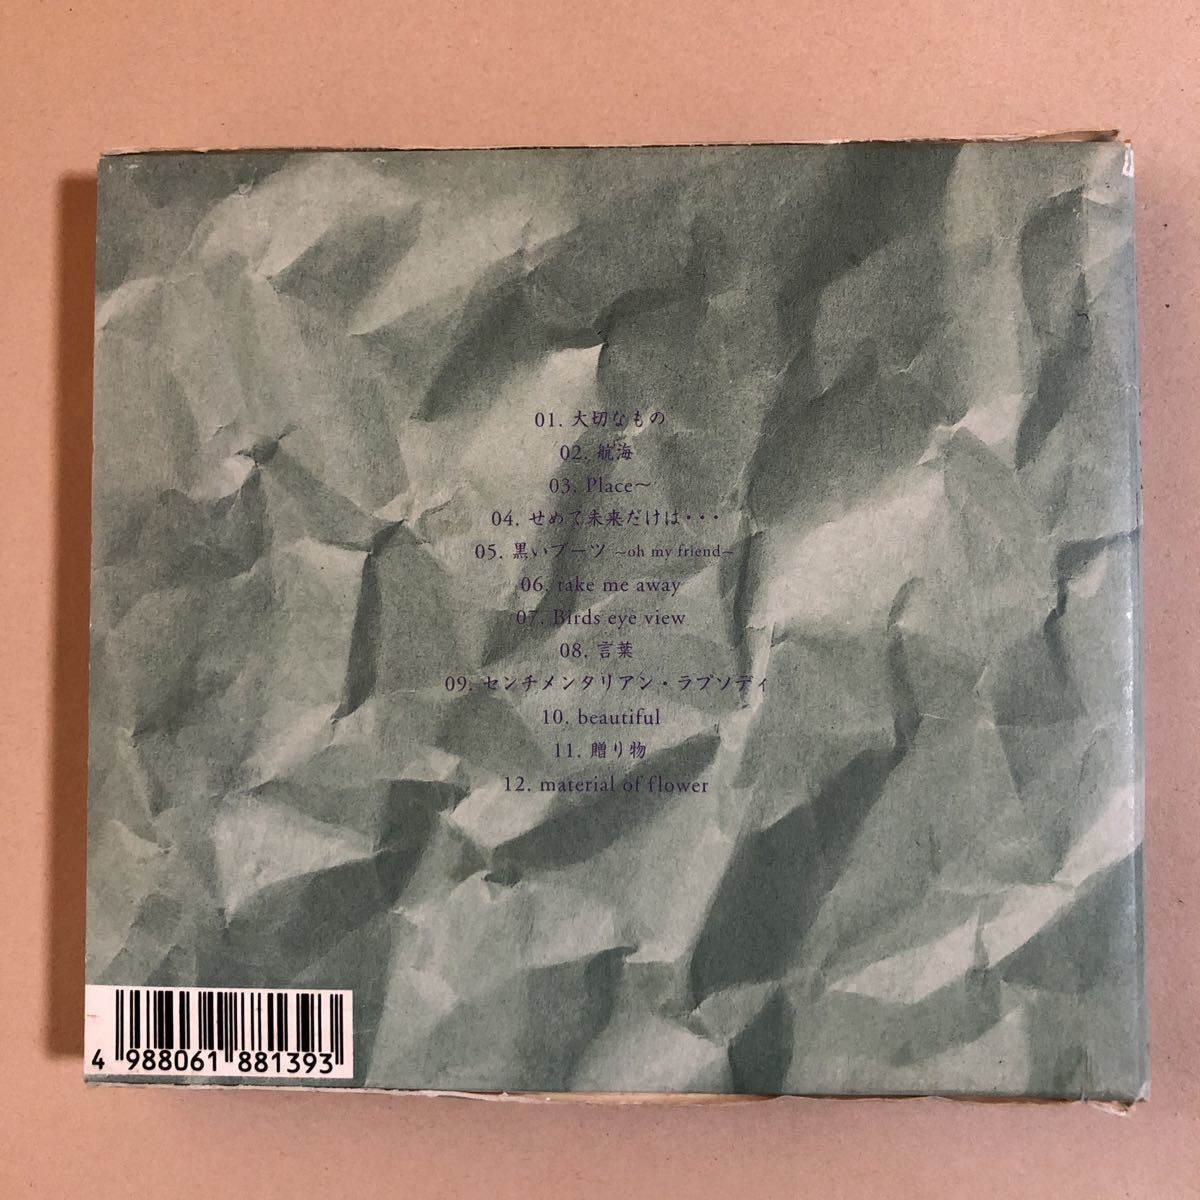 01. 大切なもの
02. 航海
03. Place〜
04. せめて未来だけは・・・
05. 黒いブーツ 〜oh my friend〜
06. take me away
07. Birds eye view
08. 言葉
09. センチメンタリアン・ラプソディ
10. beautiful
11. 贈り物
12. material of flower
4 988061 881393